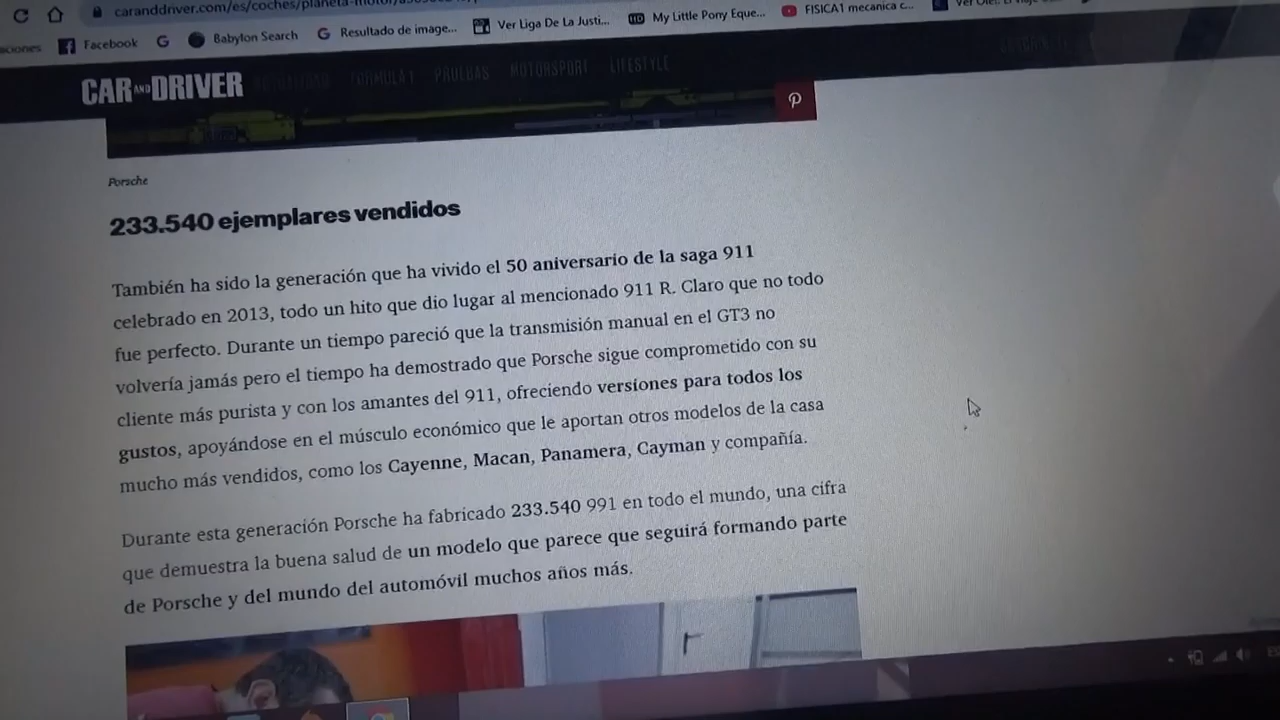 caranddriver.com/es/coches/planeta-motor/
Facebook
Babylon Search
Resultado de image...
Ver Liga De La Justi...
My Little Pony Eque...
FISICA1 mecanica c...
CAR AND DRIVER
FORMULA 1
PRUEBAS
MOTORSPORT
LIFESTYLE
Porsche
233.540 ejemplares vendidos
También ha sido la generación que ha vivido el 50 aniversario de la saga 911
celebrado en 2013, todo un hito que dio lugar al mencionado 911 R. Claro que no todo
fue perfecto. Durante un tiempo pareció que la transmisión manual en el GT3 no
volvería jamás pero el tiempo ha demostrado que Porsche sigue comprometido con su
cliente más purista y con los amantes del 911, ofreciendo versiones para todos los
gustos, apoyándose en el músculo económico que le aportan otros modelos de la casa
mucho más vendidos, como los Cayenne, Macan, Panamera, Cayman y compañía.
Durante esta generación Porsche ha fabricado 233.540 991 en todo el mundo, una cifra
que demuestra la buena salud de un modelo que parece que seguirá formando parte
de Porsche y del mundo del automóvil muchos años más.